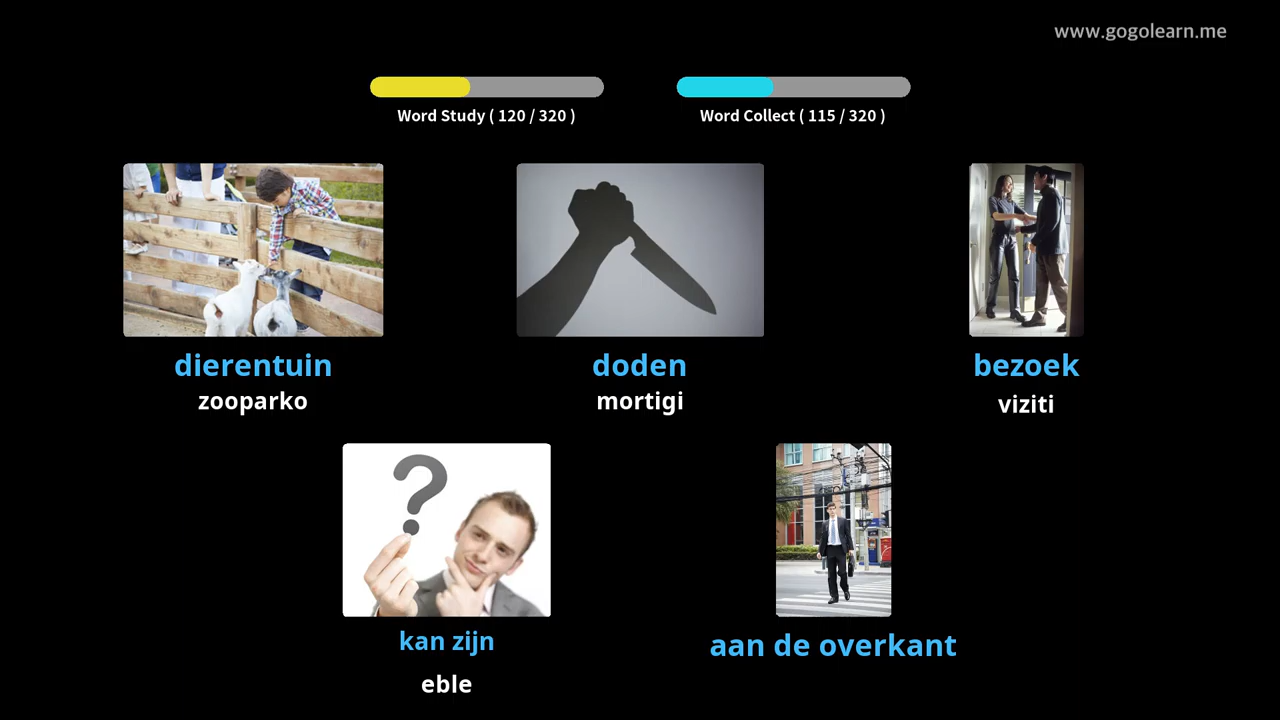 www.gogolearn.me
Word Study ( 120 / 320 )
Word Collect ( 115 / 320 )
dierentuin
zooparko
doden
mortigi
bezoek
viziti
kan zijn
eble
aan de overkant